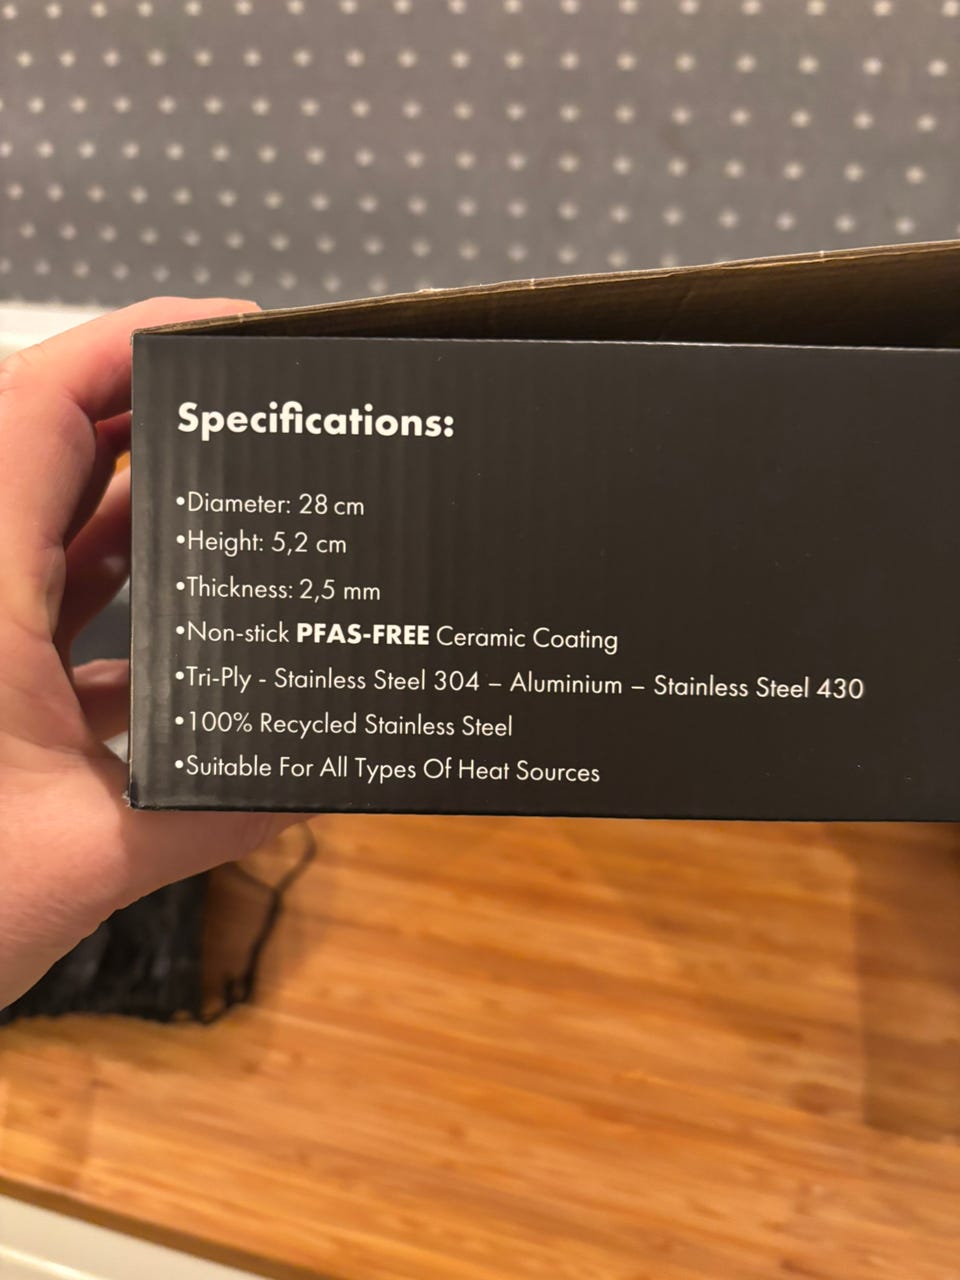 Specifications:
•Diameter: 28 cm
•Height: 5,2 cm
•Thickness: 2,5 mm
•Non-stick PFAS-FREE Ceramic Coating
•Tri-Ply - Stainless Steel 304 – Aluminium – Stainless Steel 430
•100% Recycled Stainless Steel
•Suitable For All Types Of Heat Sources